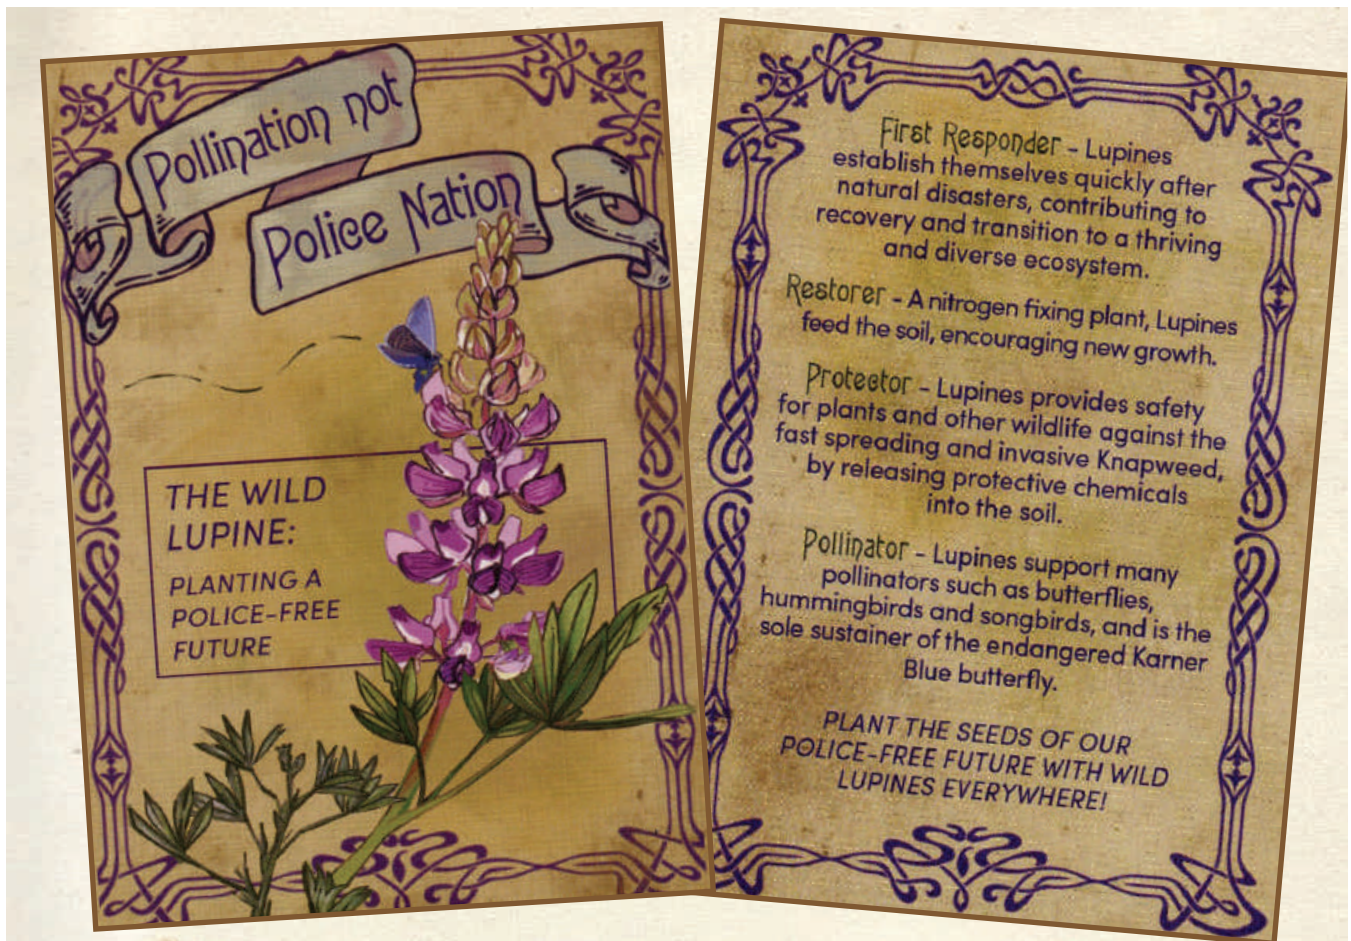 Pollination not
Police Nation
THE WILD
LUPINE:
PLANTING A
POLICE-FREE
FUTURE
First Responder - Lupines
establish themselves quickly after
natural disasters, contributing to
recovery and transition to a thriving
and diverse ecosystem.
Restorer - A nitrogen fixing plant, Lupines
feed the soil, encouraging new growth.
Protector - Lupines provides safety
for plants and other wildlife against the
fast spreading and invasive Knapweed,
by releasing protective chemicals
into the soil.
Pollinator - Lupines support many
pollinators such as butterflies,
hummingbirds and songbirds, and is the
sole sustainer of the endangered Karner
Blue butterfly.
PLANT THE SEEDS OF OUR
POLICE-FREE FUTURE WITH WILD
LUPINES EVERYWHERE!